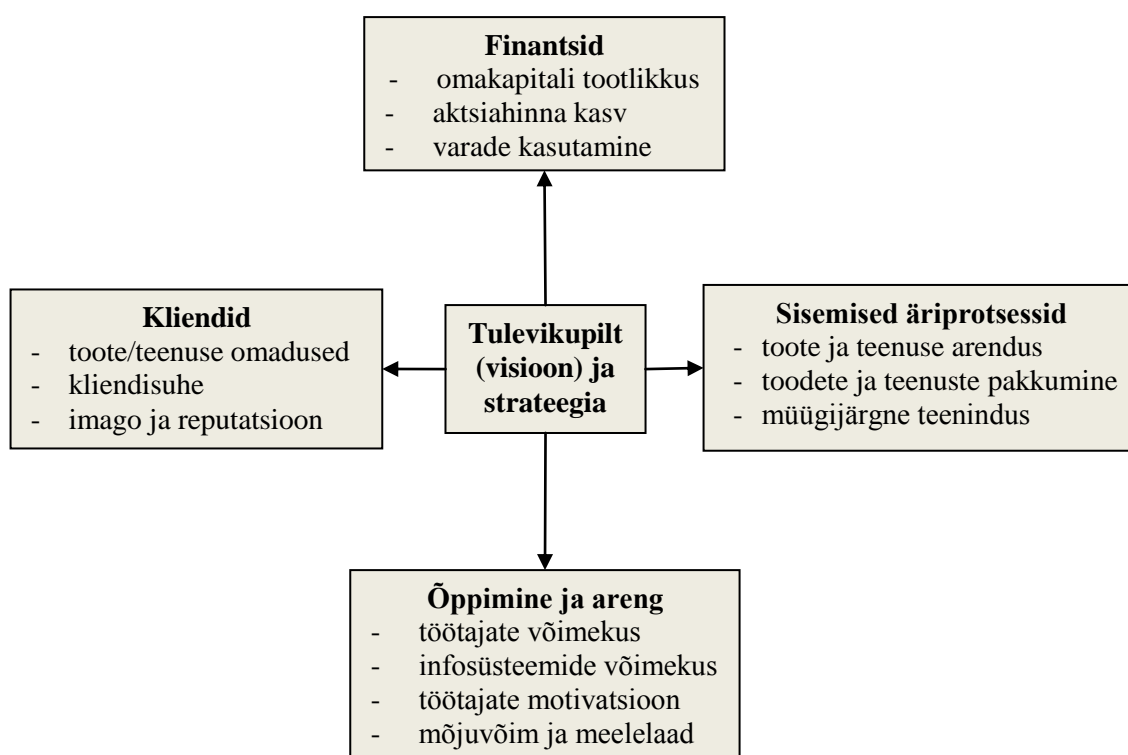 Finantsid
- omakapitali tootlikkus
- aktsiahinna kasv
- varade kasutamine
Kliendid
- toote/teenuse omadused
- kliendisuhe
- imago ja reputatsioon
Tulevikupilt
(visioon) ja
strateegia
Sisemised äriprotsessid
- toote ja teenuse arendus
- toodete ja teenuste pakkumine
- müügijärgne teenindus
Õppimine ja areng
- töötajate võimekus
- infosüsteemide võimekus
- töötajate motivatsioon
- mõjuvõim ja meelelaad